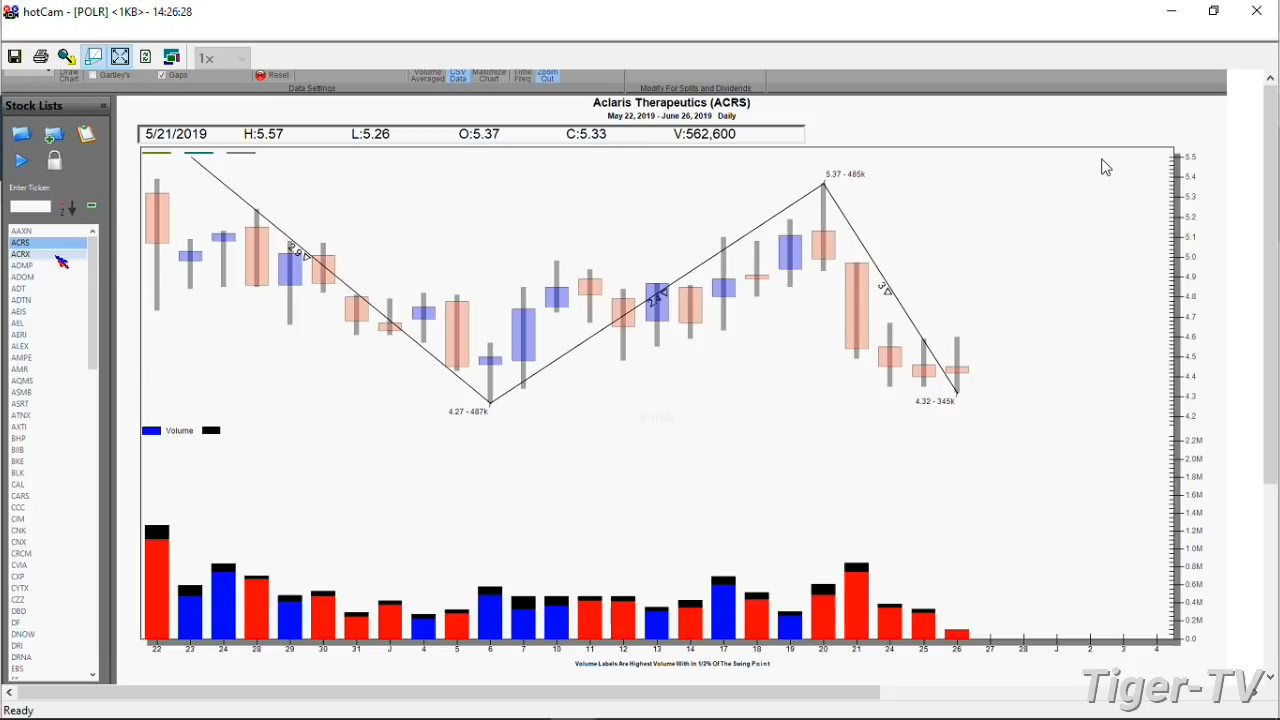 hotCam - [POLR] <1KB> - 14:26:28
1x
Draw Chart
Gartley's
Gaps
Reset
Volume Averaged
CSV Data
Maximize Chart
Time Freq
Zoom Out
Data Settings
Modify For Splits and Dividends
Stock Lists «
Aclaris Therapeutics (ACRS)
May 22, 2019 - June 26, 2019 Daily
5/21/2019 H:5.57 L:5.26 O:5.37 C:5.33 V:562,600
Enter Ticker:
AAXN
ACRS
ACRX
ADMP
ADOM
ADT
ADTN
AEIS
AEL
AERI
ALEX
AMPE
AMR
AQMS
ASMB
ASRT
ATNX
AXTI
BHP
BIIB
BKE
BLK
CAL
CARS
CCC
CIM
CNK
CNX
CRCM
CVIA
CXP
CYTX
CZZ
DBD
DF
DNOW
DRI
DRNA
EBS
5.37 - 485k
2.9
2.4
3
4.27 - 487k
4.32 - 345k
5.5
5.4
5.3
5.2
5.1
5.0
4.9
4.8
4.7
4.6
4.5
4.4
4.3
4.2
Volume
2.2M
2.0M
1.8M
1.6M
1.4M
1.2M
1.0M
0.8M
0.6M
0.4M
0.2M
0.0
22 23 24 28 29 30 31 J 4 5 6 7 10 11 12 13 14 17 18 19 20 21 24 25 26 27 28 J 2 3 4
Volume Labels Are Highest Volume With In 1/2% Of The Swing Point
Tiger-TV
Ready